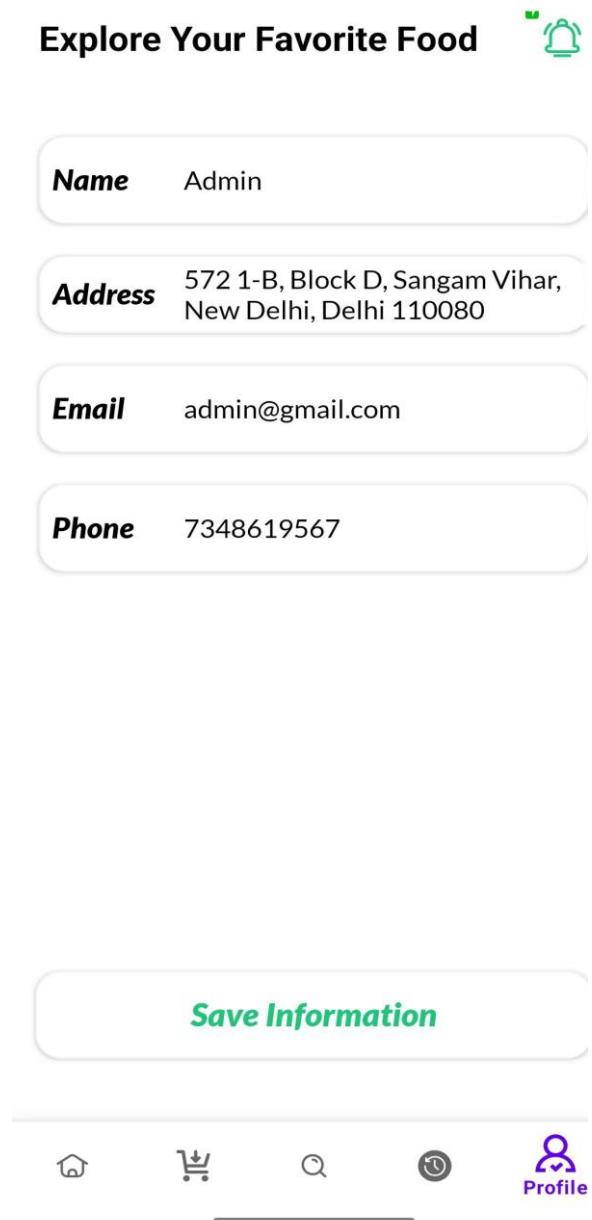 Explore Your Favorite Food
Name Admin
Address 572 1-B, Block D, Sangam Vihar,
New Delhi, Delhi 110080
Email admin@gmail.com
Phone 7348619567
Save Information
Profile